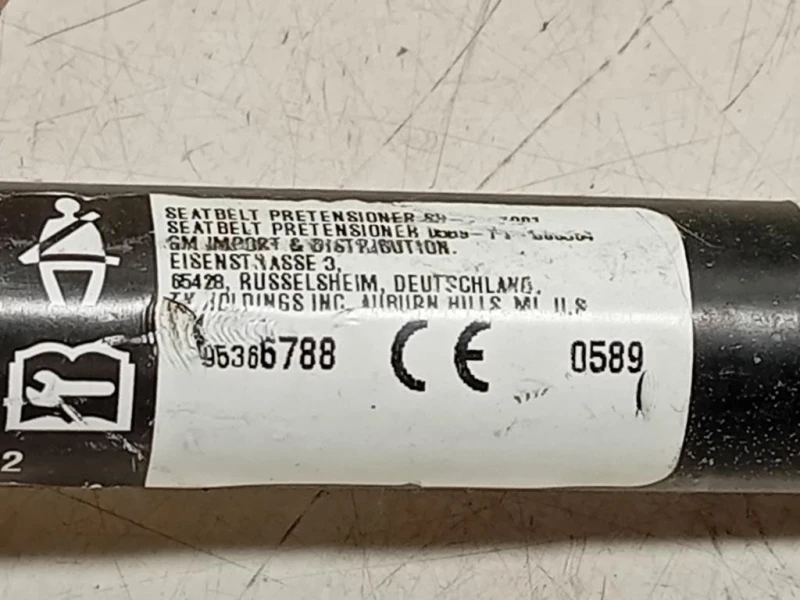 SEATBELT PRETENSIONER
SEATBELT PRETENSIONER
GM IMPORT & DISTRIBUTION.
EISENSTRASSE 3,
65428, RUSSELSHEIM, DEUTSCHLAND.
HOLDINGS INC. AUBURN HILLS, MI. U.S
95366788 CE 0589
2